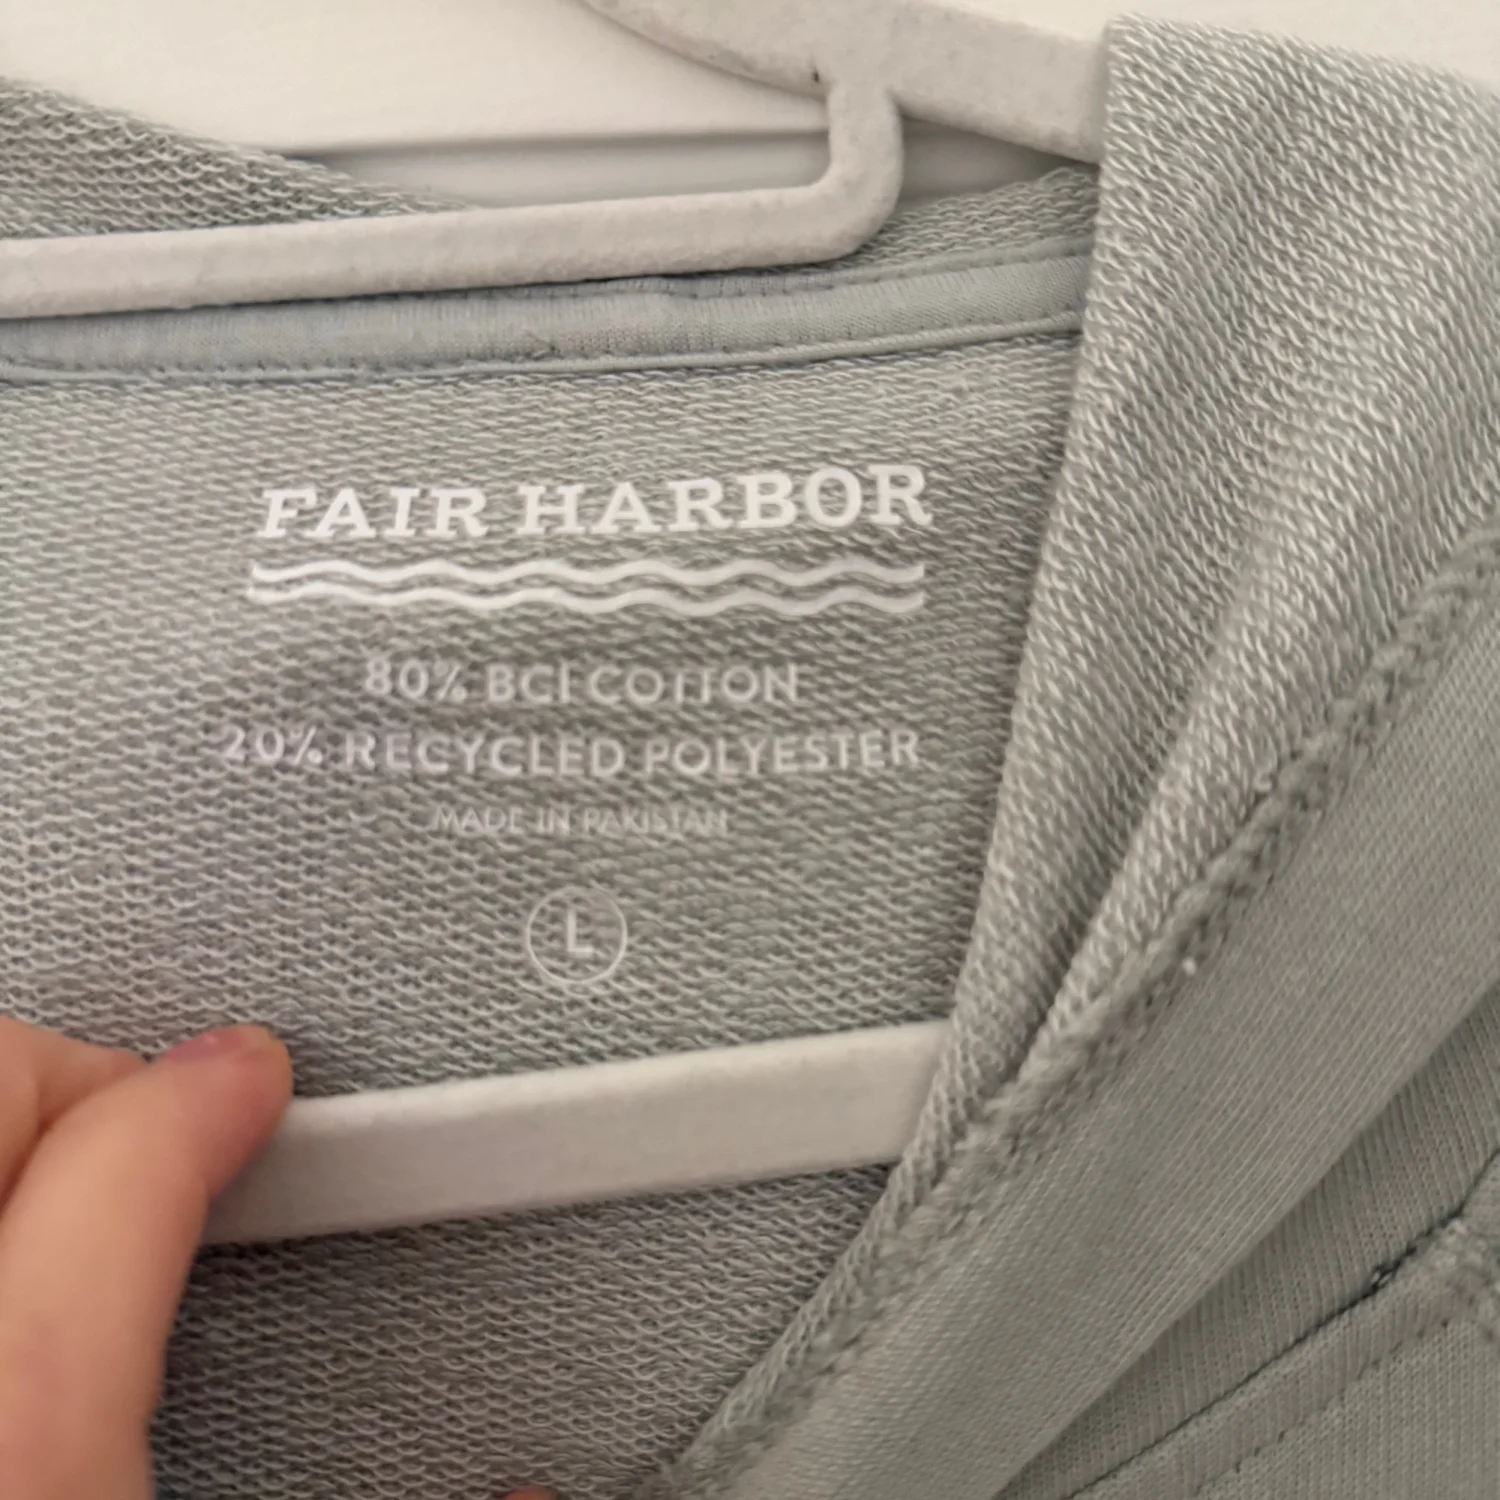 FAIR HARBOR
80% BCI COTTON
20% RECYCLED POLYESTER
MADE IN PAKISTAN
L